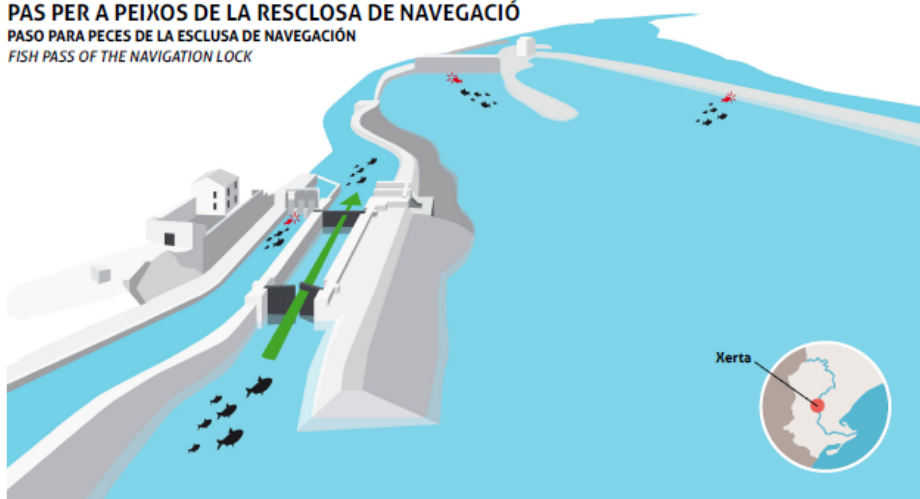 PAS PER A PEIXOS DE LA RESCLOSA DE NAVEGACIÓ
PASO PARA PECES DE LA ESCLUSA DE NAVEGACIÓN
FISH PASS OF THE NAVIGATION LOCK
Xerta